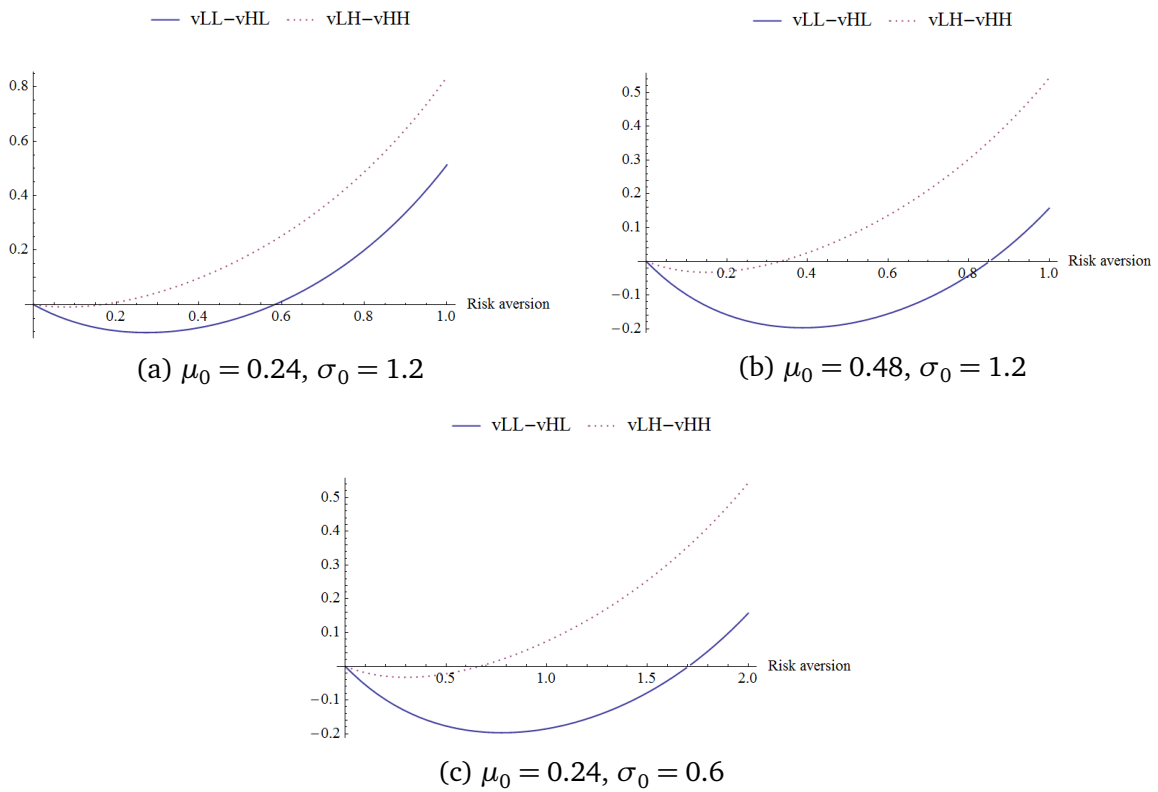 vLL−vHL vLH−vHH
0.8
0.6
0.4
0.2
0.2 0.4 0.6 0.8 1.0 Risk aversion
(a) μ₀ = 0.24, σ₀ = 1.2
vLL−vHL vLH−vHH
0.5
0.4
0.3
0.2
0.1
0.2 0.4 0.6 0.8 1.0 Risk aversion
−0.1
−0.2
(b) μ₀ = 0.48, σ₀ = 1.2
vLL−vHL vLH−vHH
0.5
0.4
0.3
0.2
0.1
0.5 1.0 1.5 2.0 Risk aversion
−0.1
−0.2
(c) μ₀ = 0.24, σ₀ = 0.6